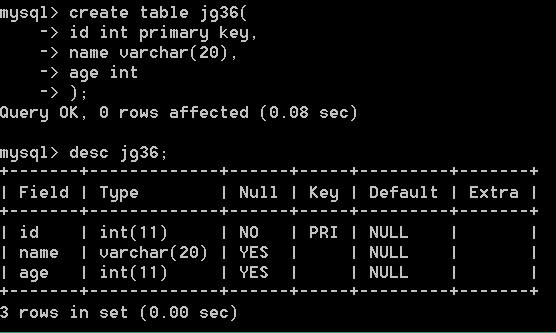 mysql> create table jg36(
    -> id int primary key,
    -> name varchar(20),
    -> age int
    -> );
Query OK, 0 rows affected (0.08 sec)

mysql> desc jg36;
+-------+-------------+------+-----+---------+-------+
| Field | Type        | Null | Key | Default | Extra |
+-------+-------------+------+-----+---------+-------+
| id    | int(11)     | NO   | PRI | NULL    |       |
| name  | varchar(20) | YES  |     | NULL    |       |
| age   | int(11)     | YES  |     | NULL    |       |
+-------+-------------+------+-----+---------+-------+
3 rows in set (0.00 sec)